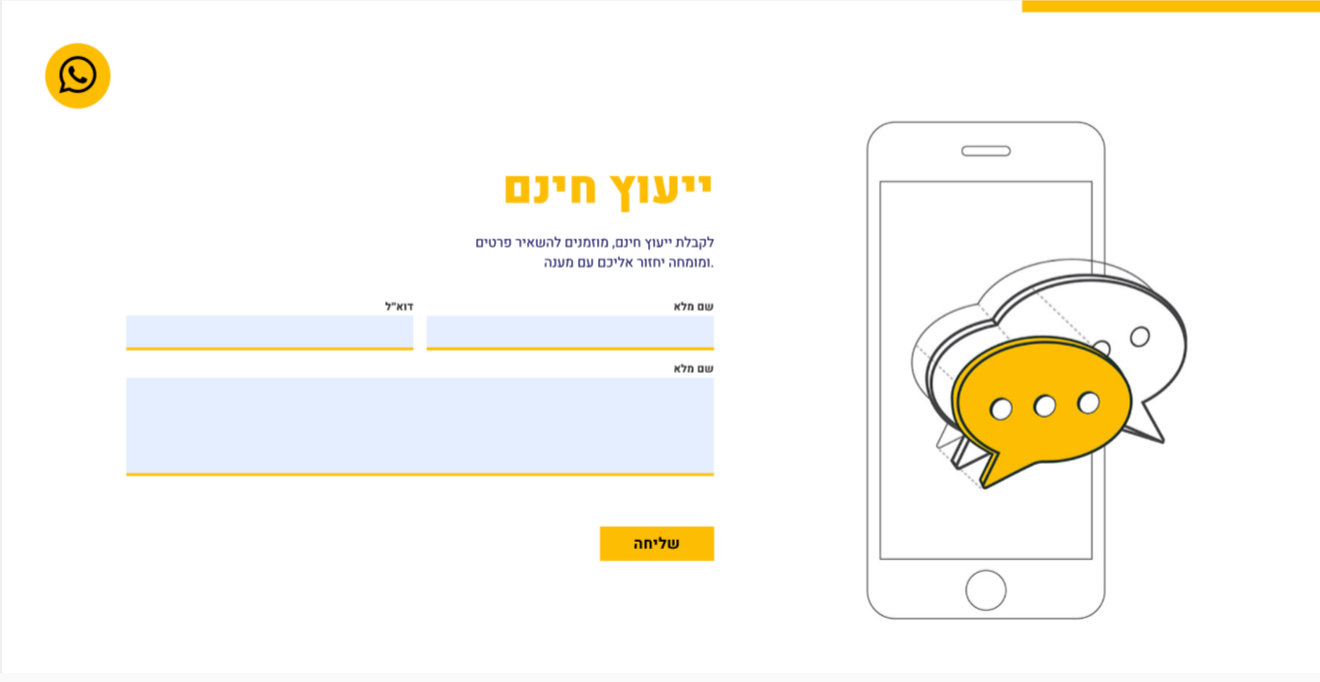 ייעוץ חינם
לקבלת ייעוץ חינם, מוזמנים להשאיר פרטים
ומומחה יחזור אליכם עם מענה.
שם מלא
דוא״ל
שם מלא
שליחה